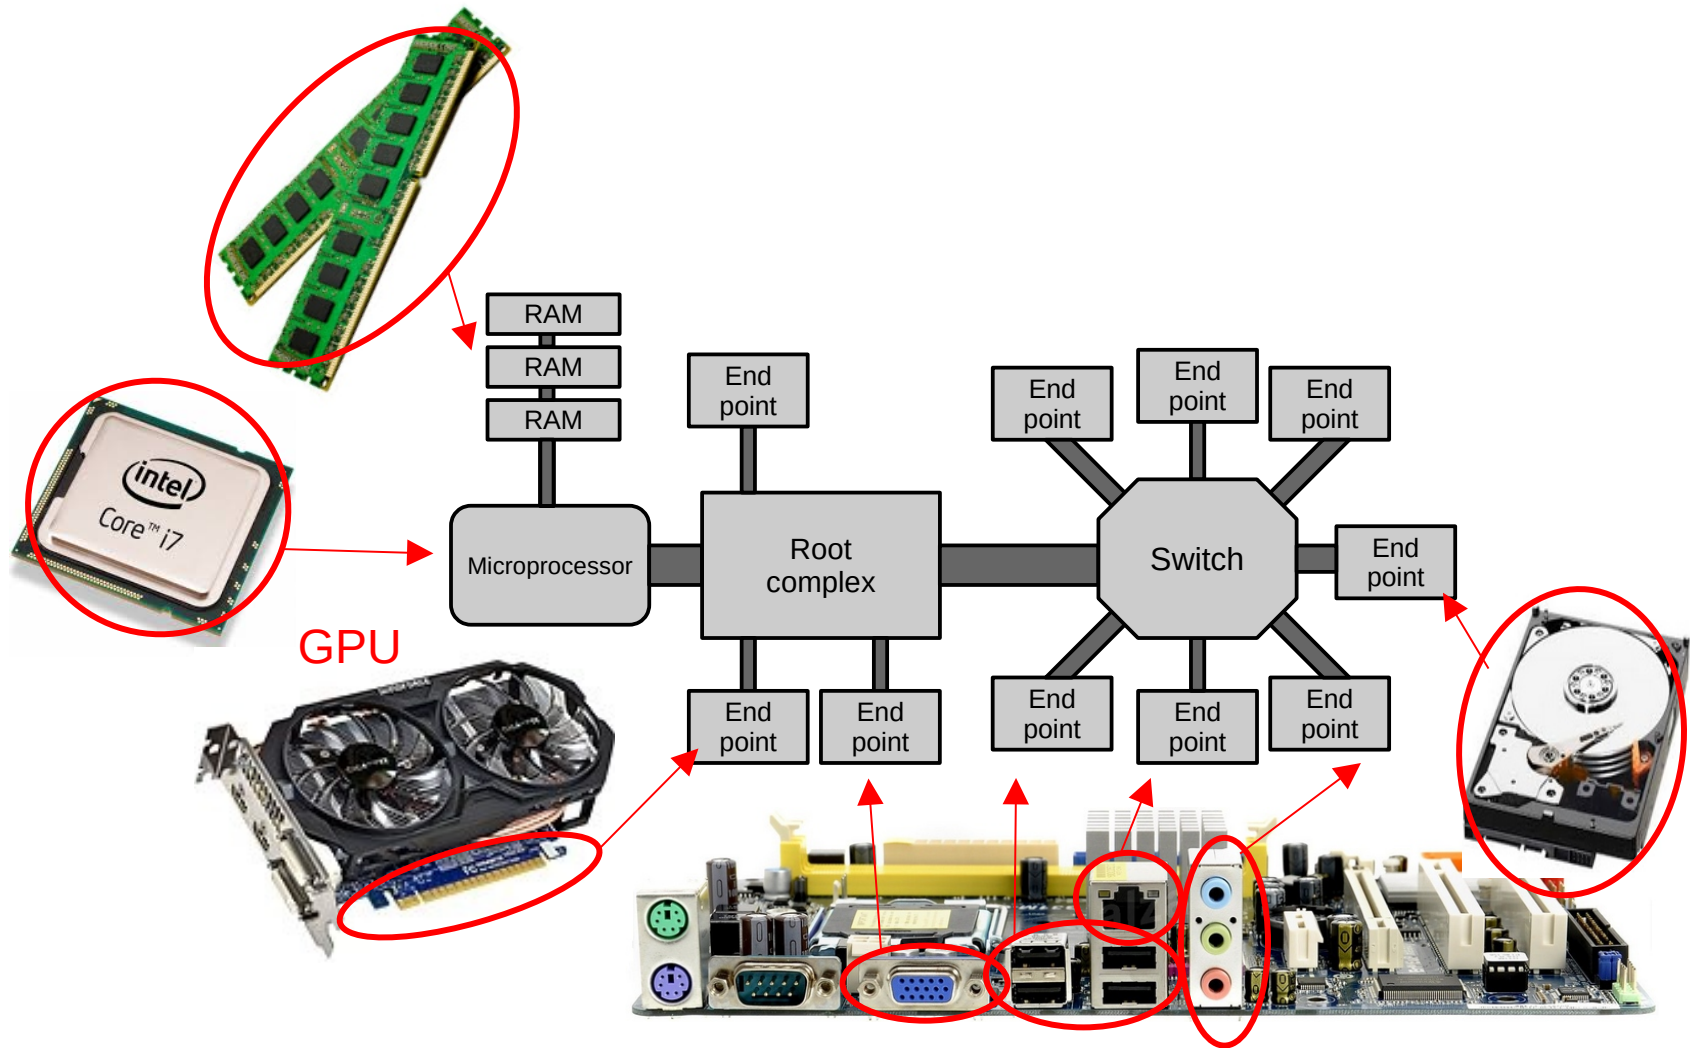 RAM
RAM
RAM
End
point
End
point
End
point
End
point
intel
Core™ i7
Microprocessor
Root
complex
Switch
End
point
GPU
End
point
End
point
End
point
End
point
End
point